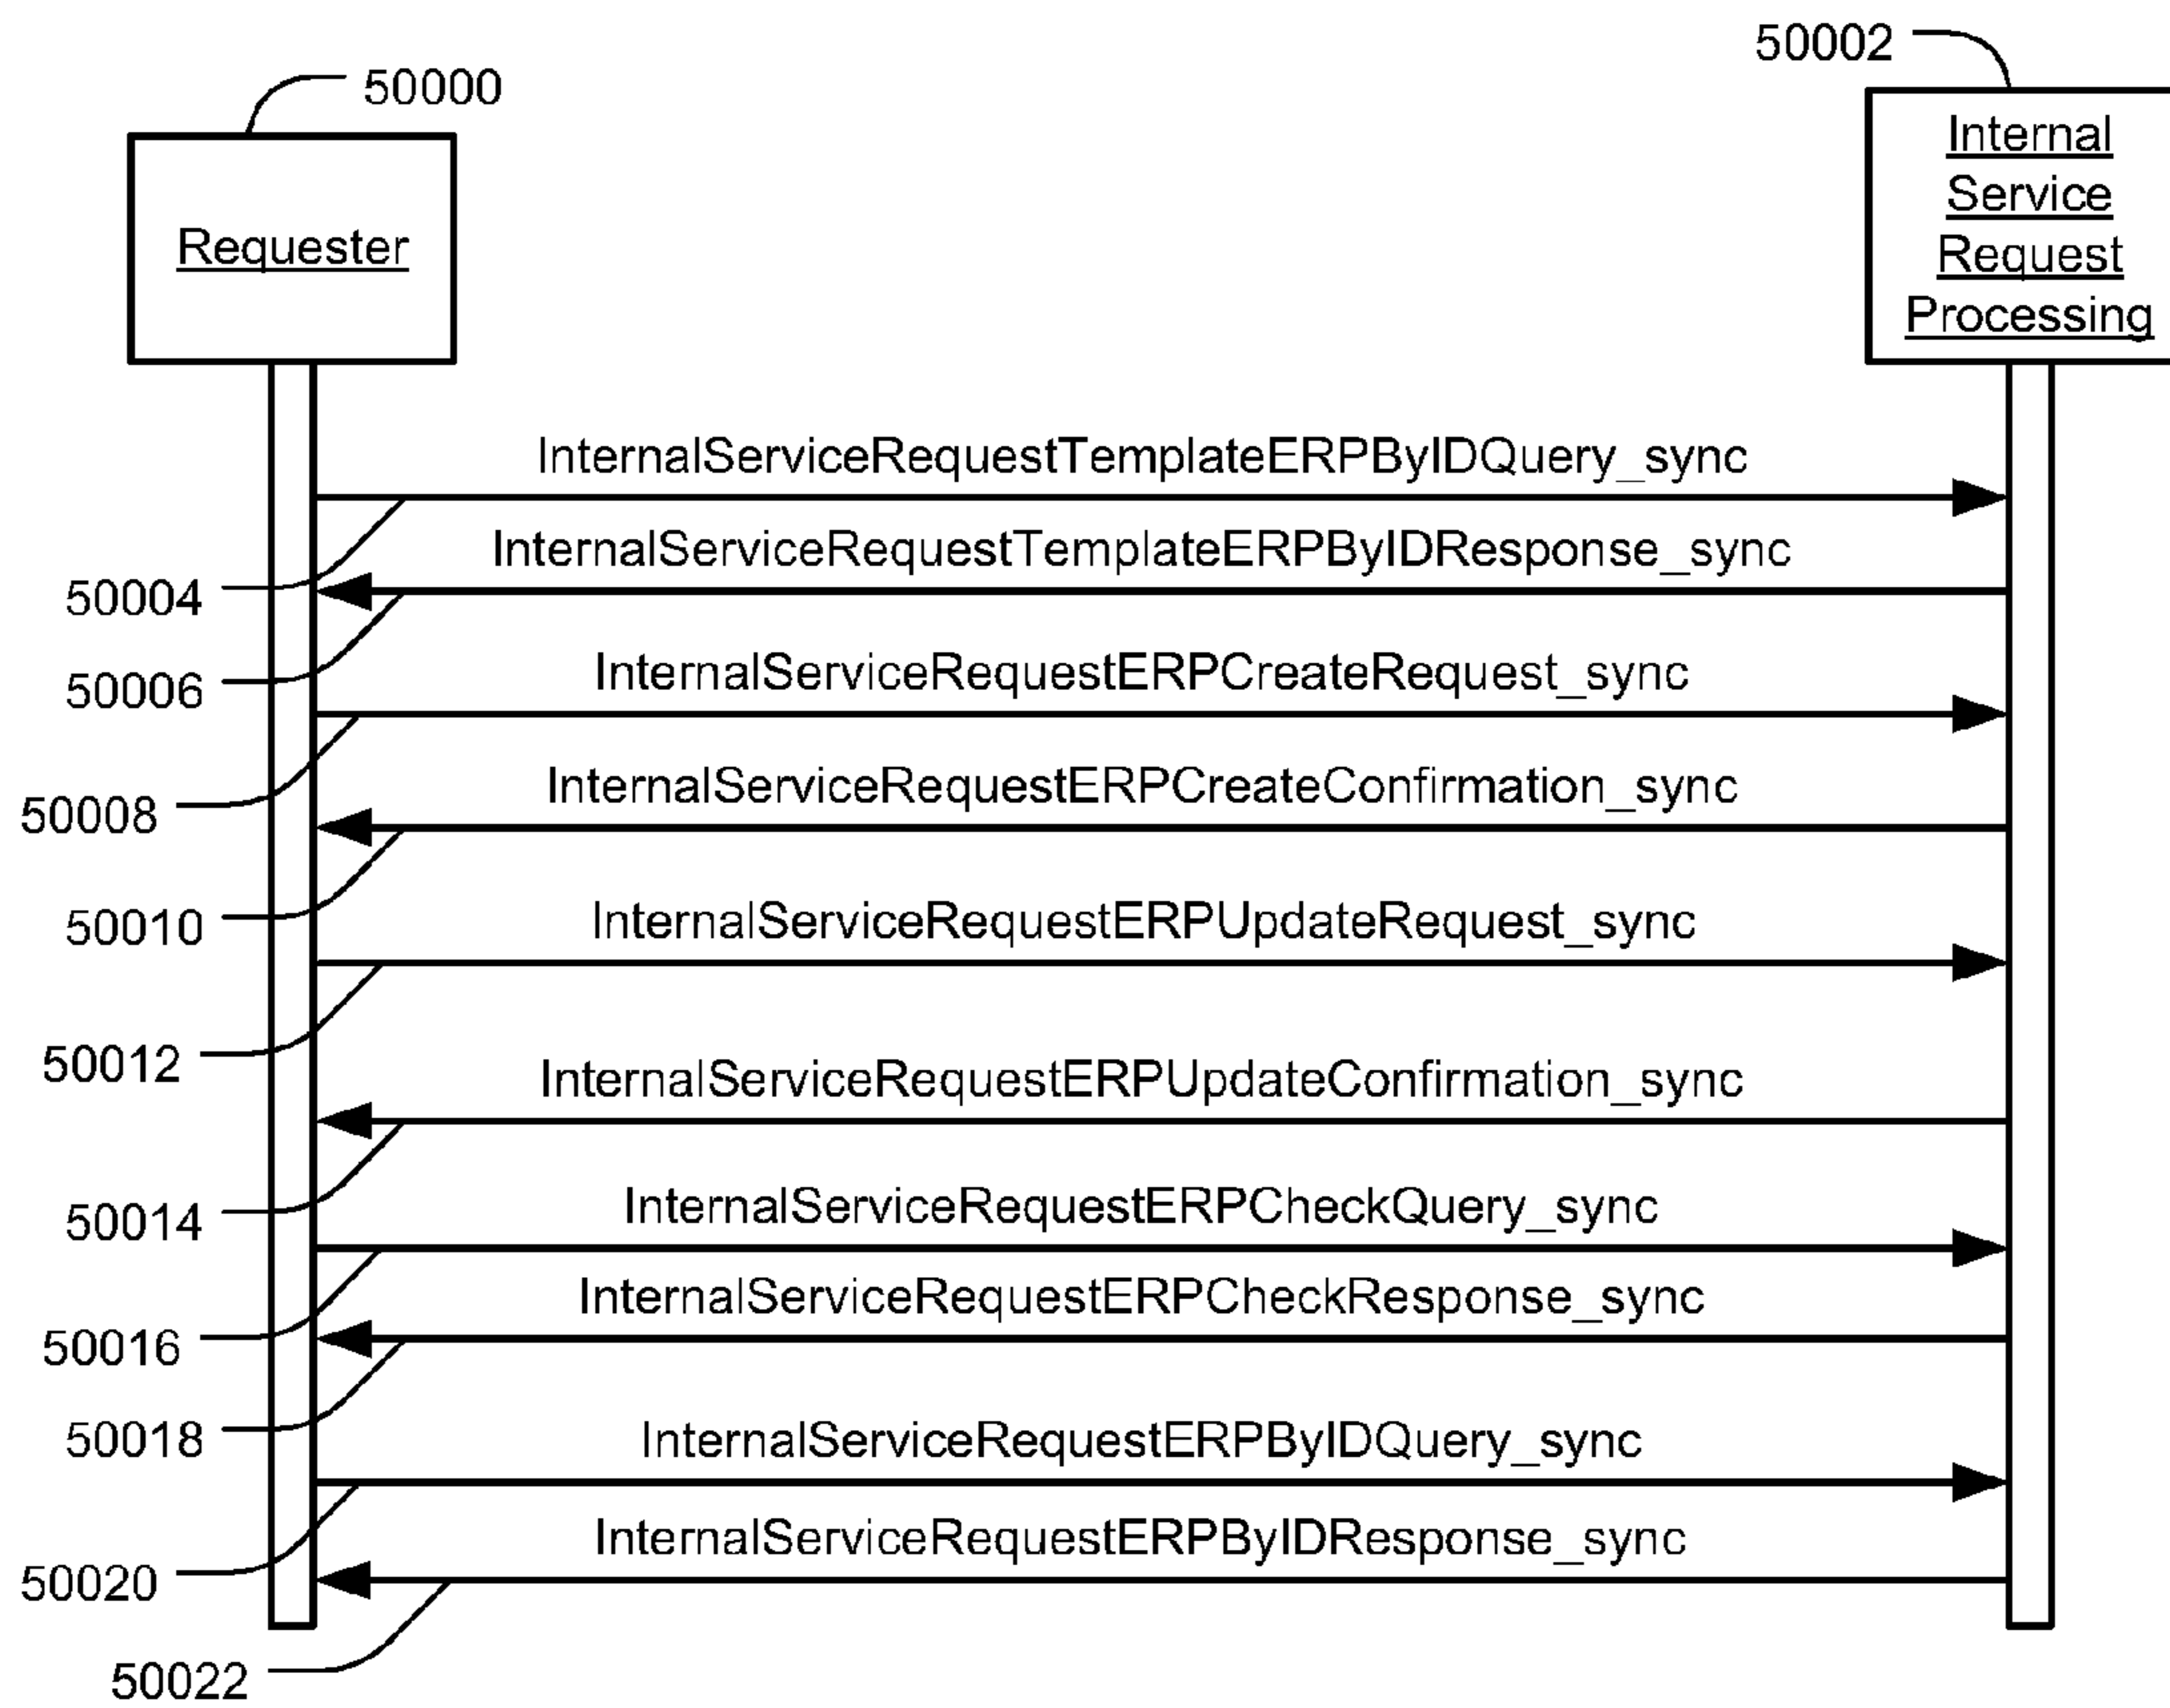 50002
50000
Internal
Service
Request
Processing
Requester
InternalServiceRequestTemplateERPByIDQuery_sync
InternalServiceRequestTemplateERPByIDResponse_sync
50004
InternalServiceRequestERPCreateRequest_sync
50006
InternalServiceRequestERPCreateConfirmation_sync
50008
InternalServiceRequestERPUpdateRequest_sync
50010
50012
InternalServiceRequestERPUpdateConfirmation_sync
InternalServiceRequestERPCheckQuery_sync
50014
InternalServiceRequestERPCheckResponse_sync
50016
50018
InternalServiceRequestERPByIDQuery_sync
InternalServiceRequestERPByIDResponse_sync
50020
50022